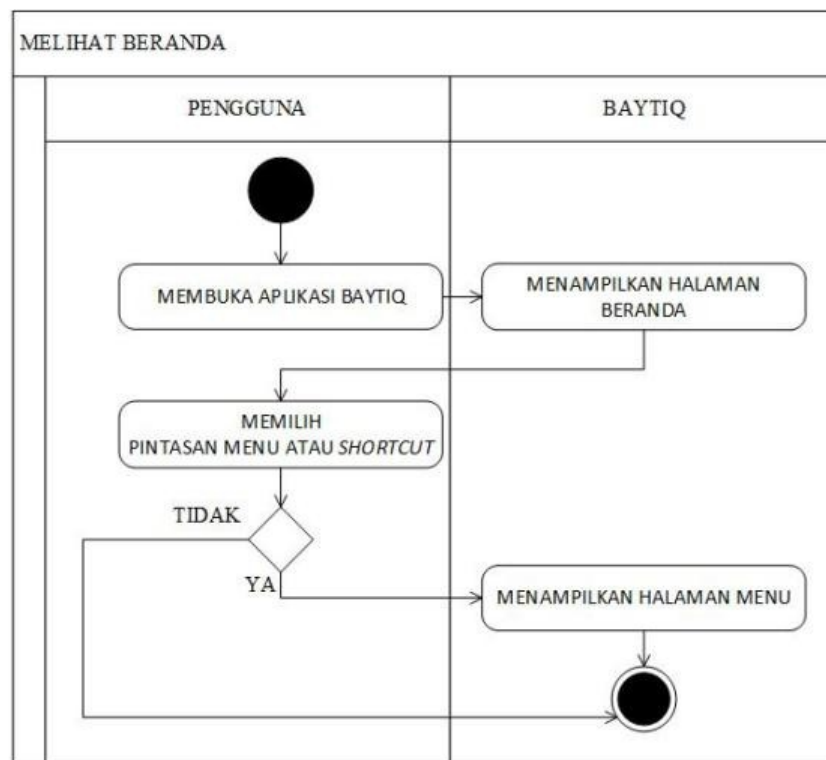 MELIHAT BERANDA
PENGGUNA
BAYTIQ
MEMBUKA APLIKASI BAYTIQ
MENAMPILKAN HALAMAN
BERANDA
MEMILIH
PINTASAN MENU ATAU SHORTCUT
TIDAK
YA
MENAMPILKAN HALAMAN MENU